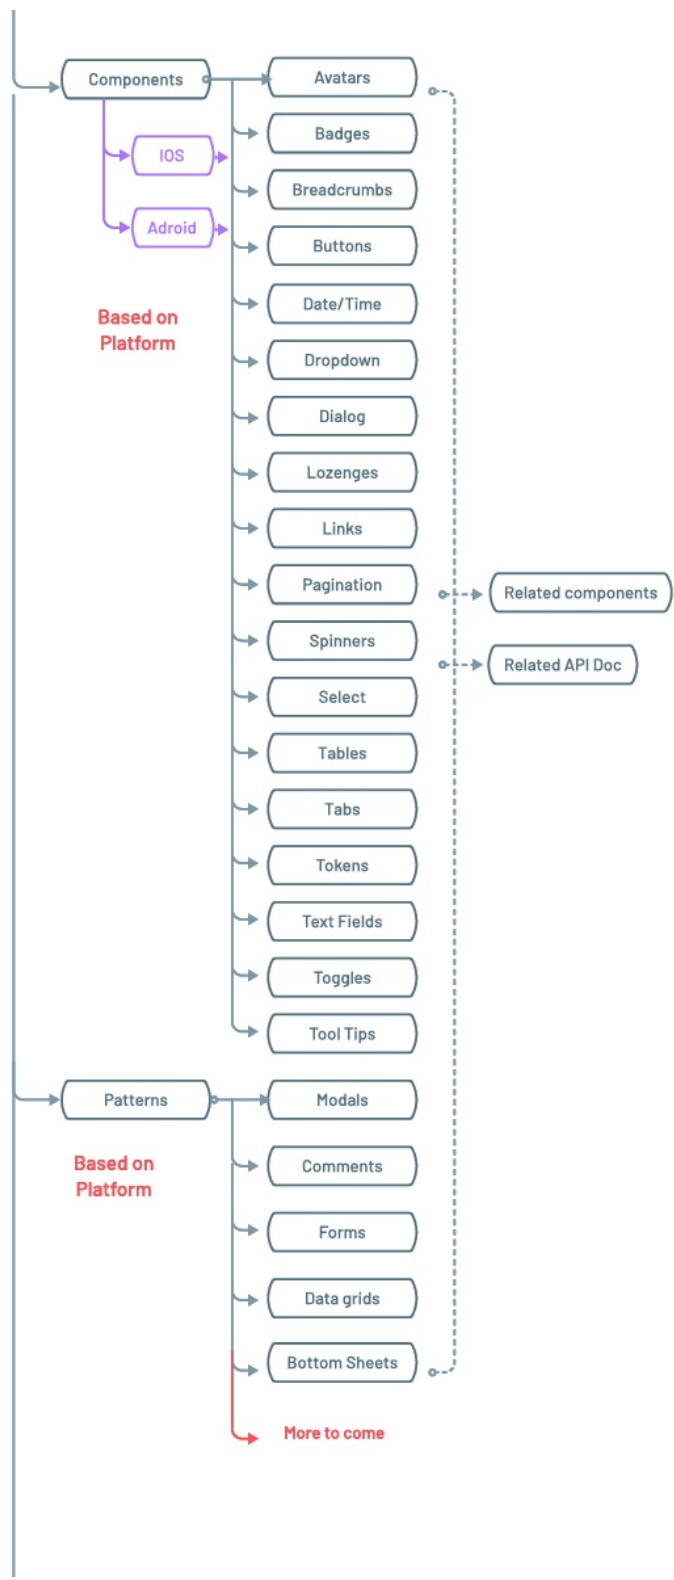 Components
Avatars
Badges
IOS
Breadcrumbs
Adroid
Buttons
Based on
Platform
Date/Time
Dropdown
Dialog
Lozenges
Links
Pagination
Related components
Spinners
Related API Doc
Select
Tables
Tabs
Tokens
Text Fields
Toggles
Tool Tips
Patterns
Modals
Based on
Platform
Comments
Forms
Data grids
Bottom Sheets
More to come